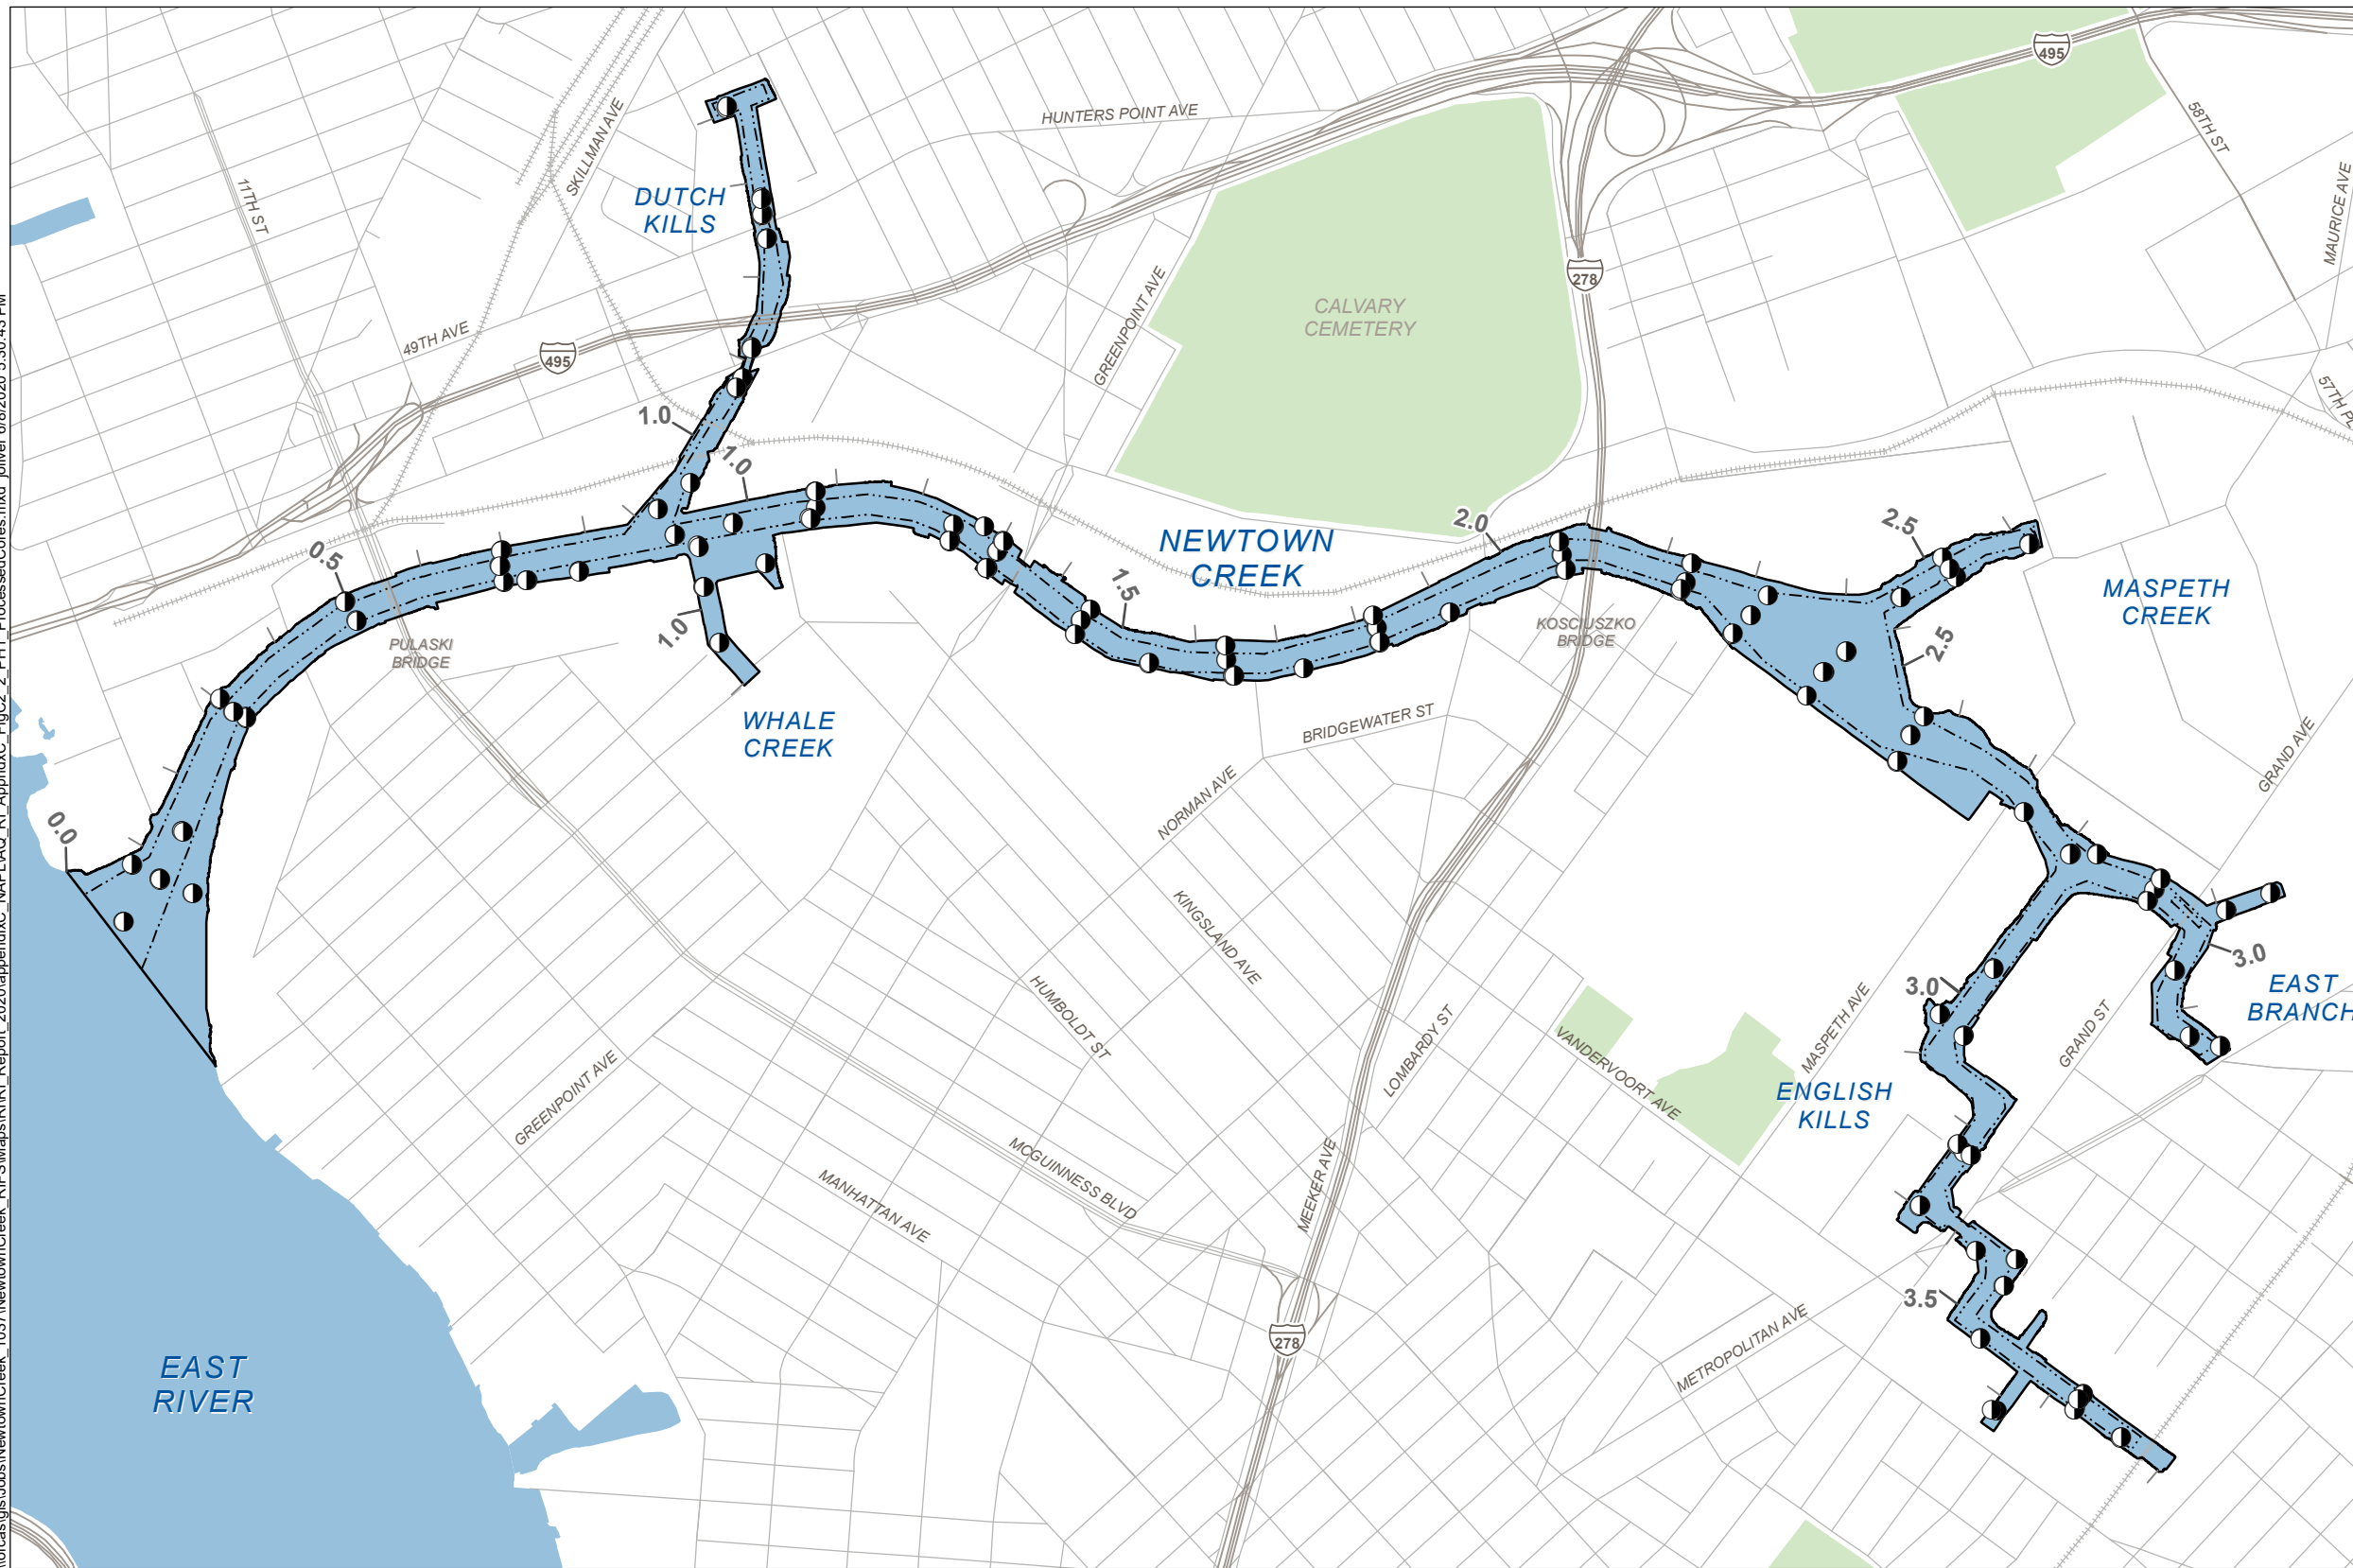 495
HUNTERS POINT AVE
58TH ST
MAURICE AVE
SKILLMAN AVE
11TH ST
DUTCH
KILLS
278
GREENPOINT AVE
CALVARY
CEMETERY
49TH AVE
495
57TH
1.0
1.0
0.5
NEWTOWN
CREEK
2.0
2.5
1.5
MASPETH
CREEK
PULASKI
BRIDGE
1.0
KOSCIUSZKO
BRIDGE
2.5
WHALE
CREEK
BRIDGEWATER ST
GRAND AVE
NORMAN AVE
0.0
KINGSLAND AVE
3.0
3.0
EAST
BRANCH
HUMBOLDT ST
LOMBARDY ST
VANDERVOORT AVE
MASPETH AVE
GRAND ST
GREENPOINT AVE
ENGLISH
KILLS
MCGUINNESS BLVD
MANHATTAN AVE
MEEKER AVE
3.5
278
METROPOLITAN AVE
EAST
RIVER